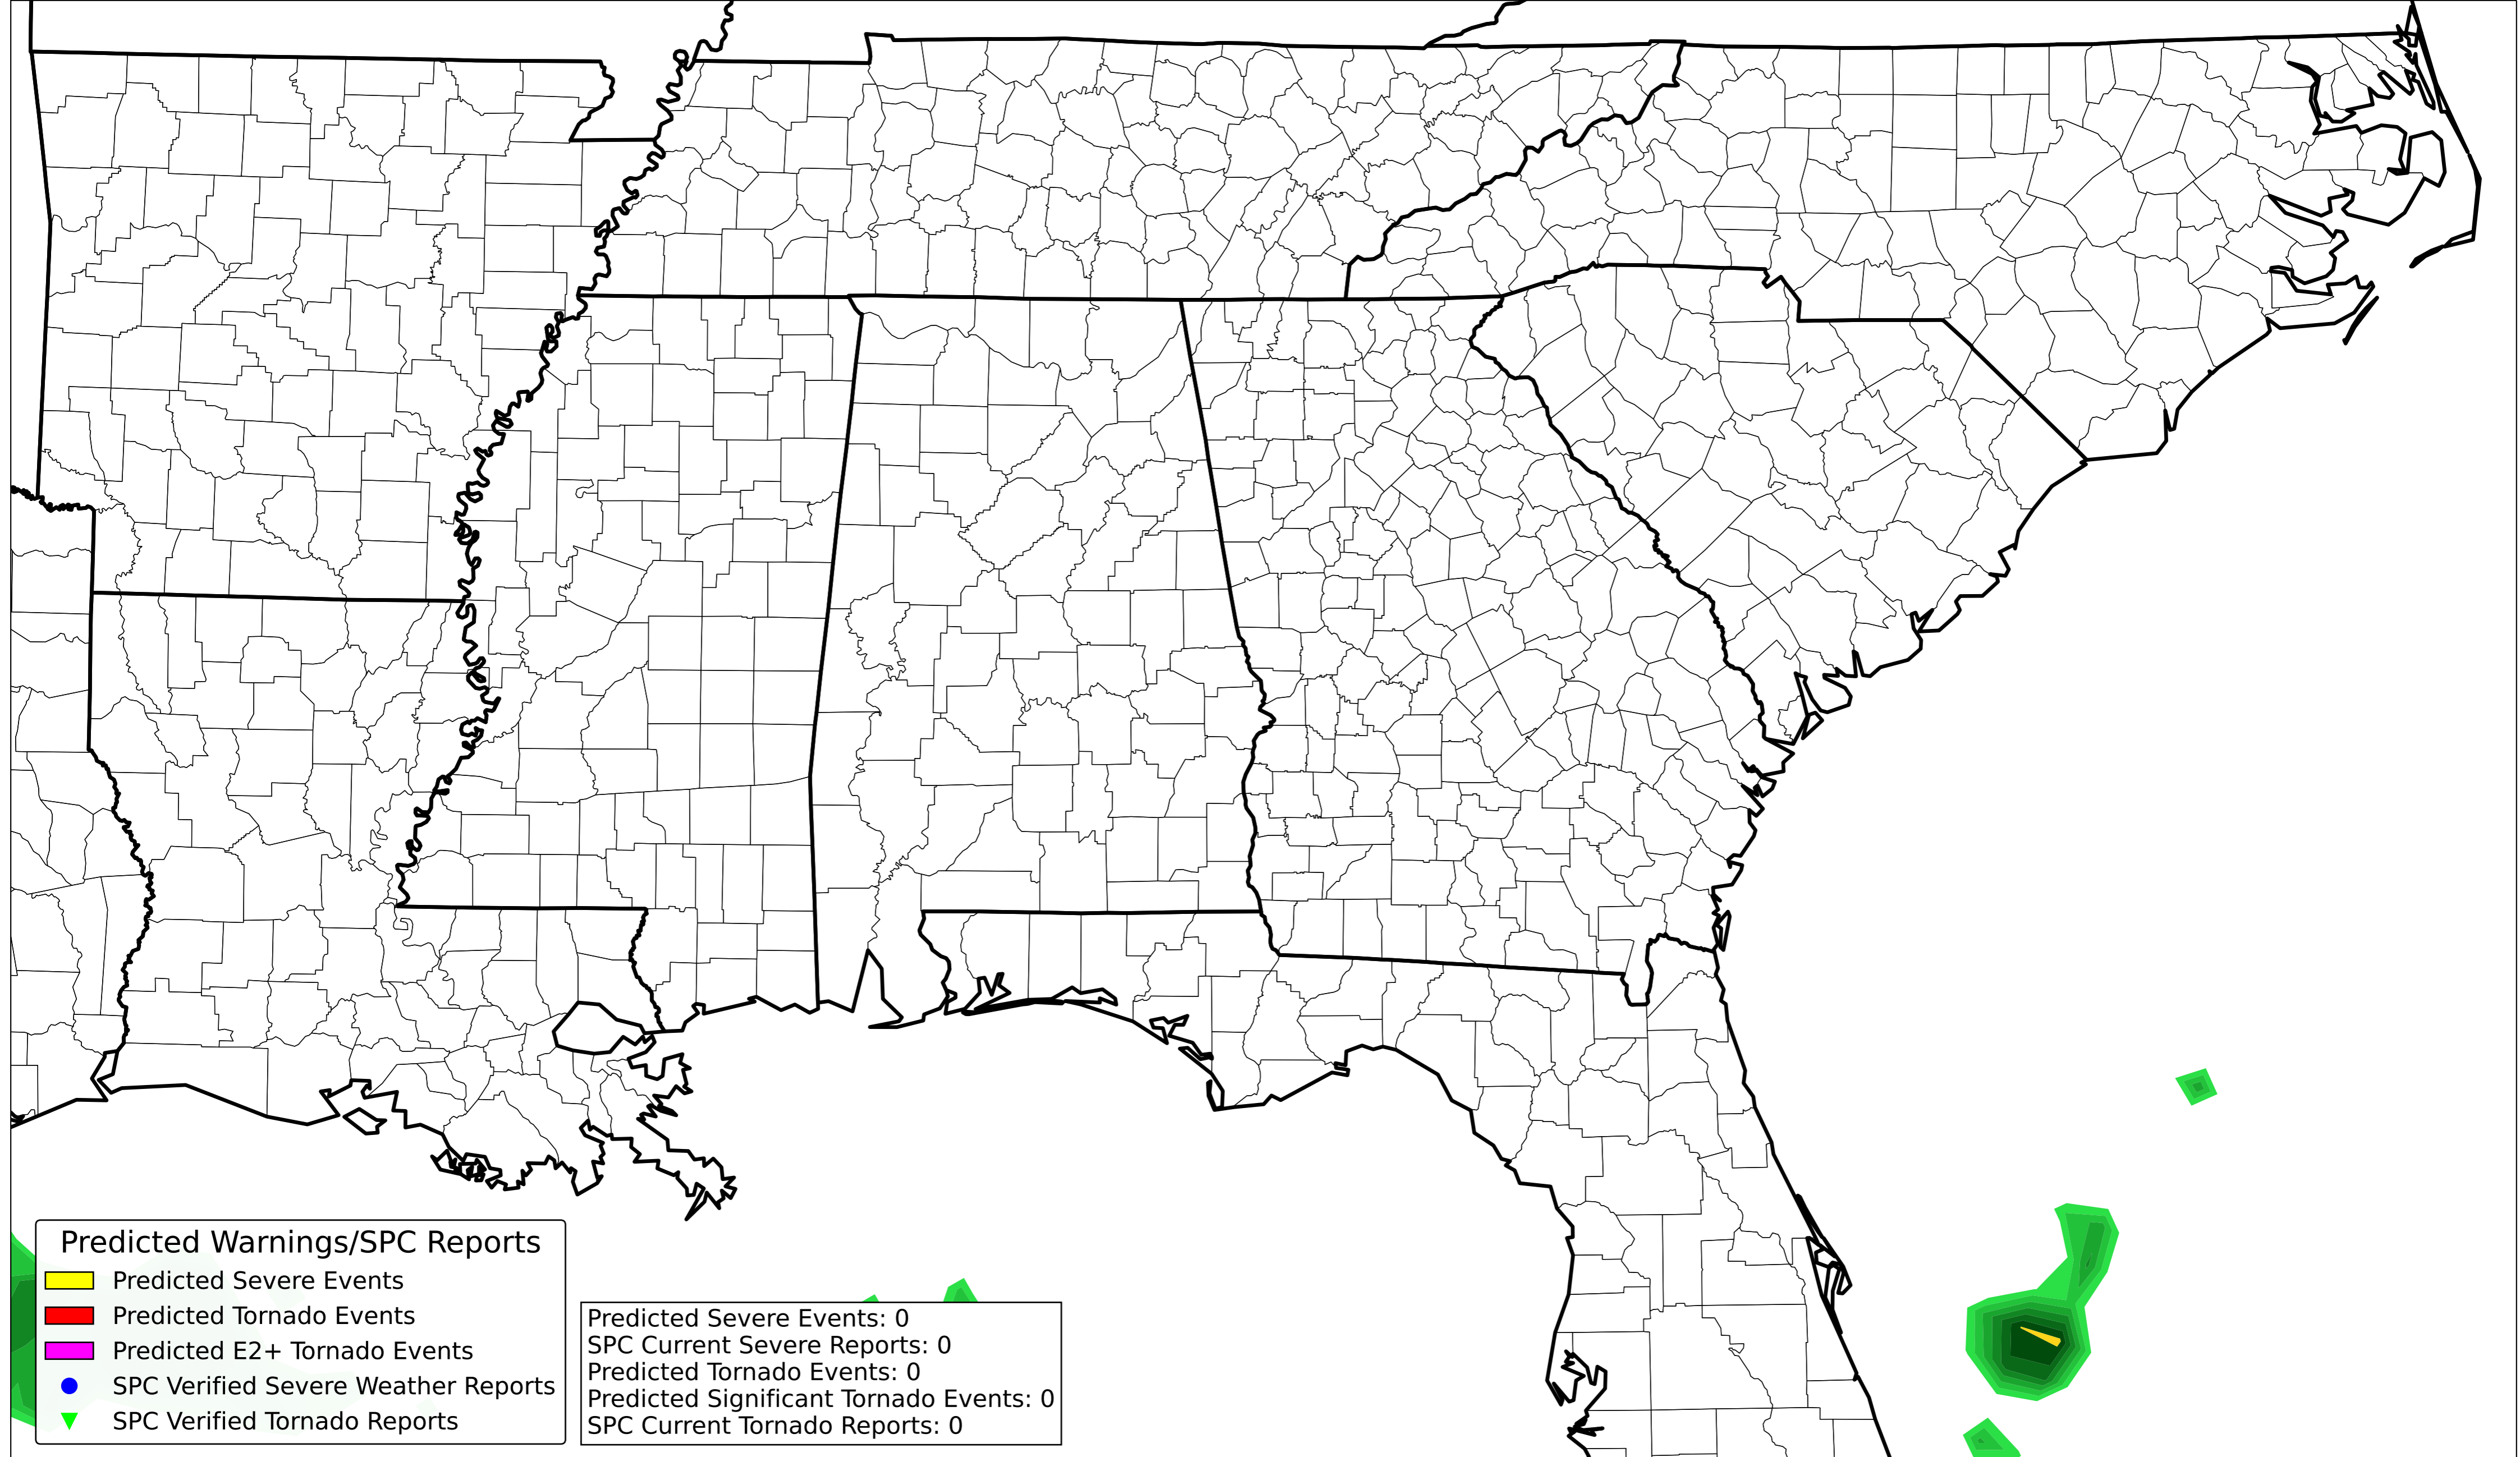 Predicted Warnings/SPC Reports
Predicted Severe Events
Predicted Tornado Events
Predicted E2+ Tornado Events
SPC Verified Severe Weather Reports
SPC Verified Tornado Reports
Predicted Severe Events: 0
SPC Current Severe Reports: 0
Predicted Tornado Events: 0
Predicted Significant Tornado Events: 0
SPC Current Tornado Reports: 0